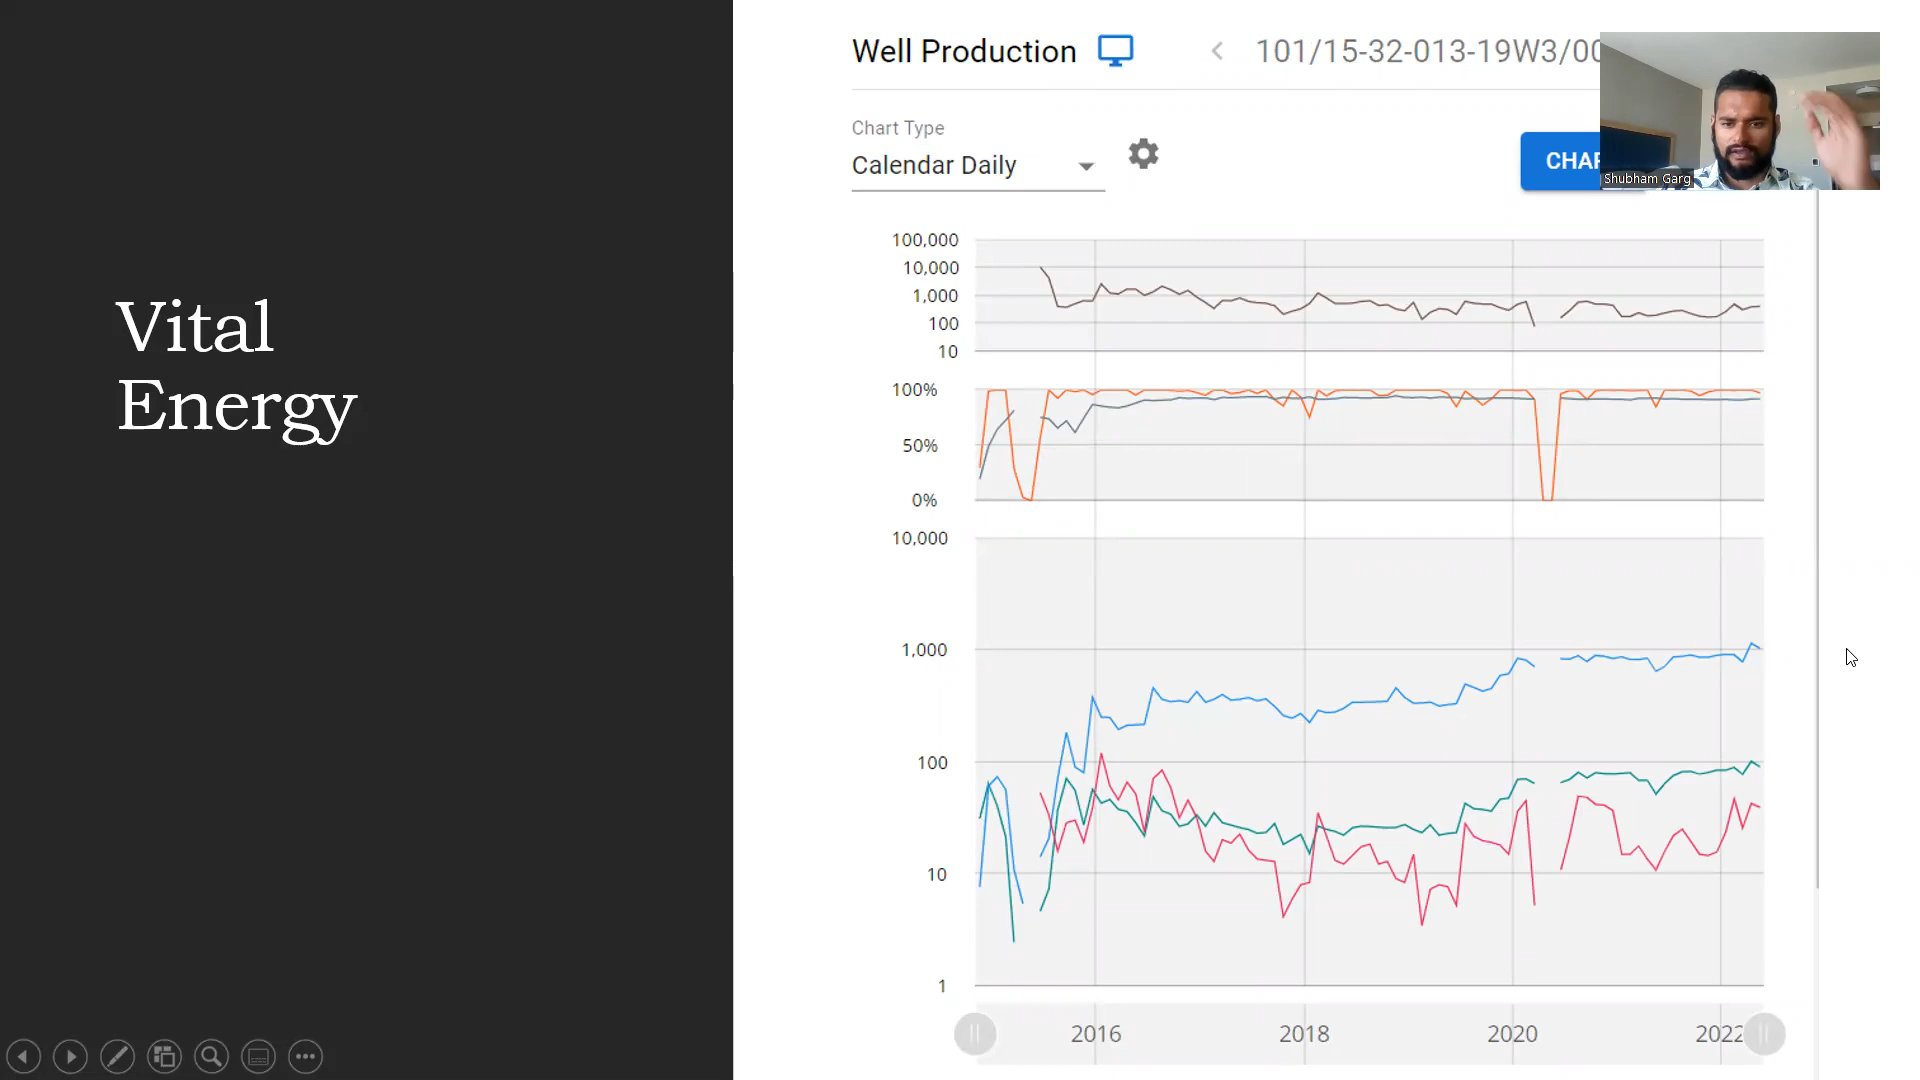 Vital
Energy
Well Production
101/15-32-013-19W3/00
Chart Type
Calendar Daily
CHAR
Shubham Garg
100,000
10,000
1,000
100
10
100%
50%
0%
10,000
1,000
100
10
1
2016
2018
2020
2022